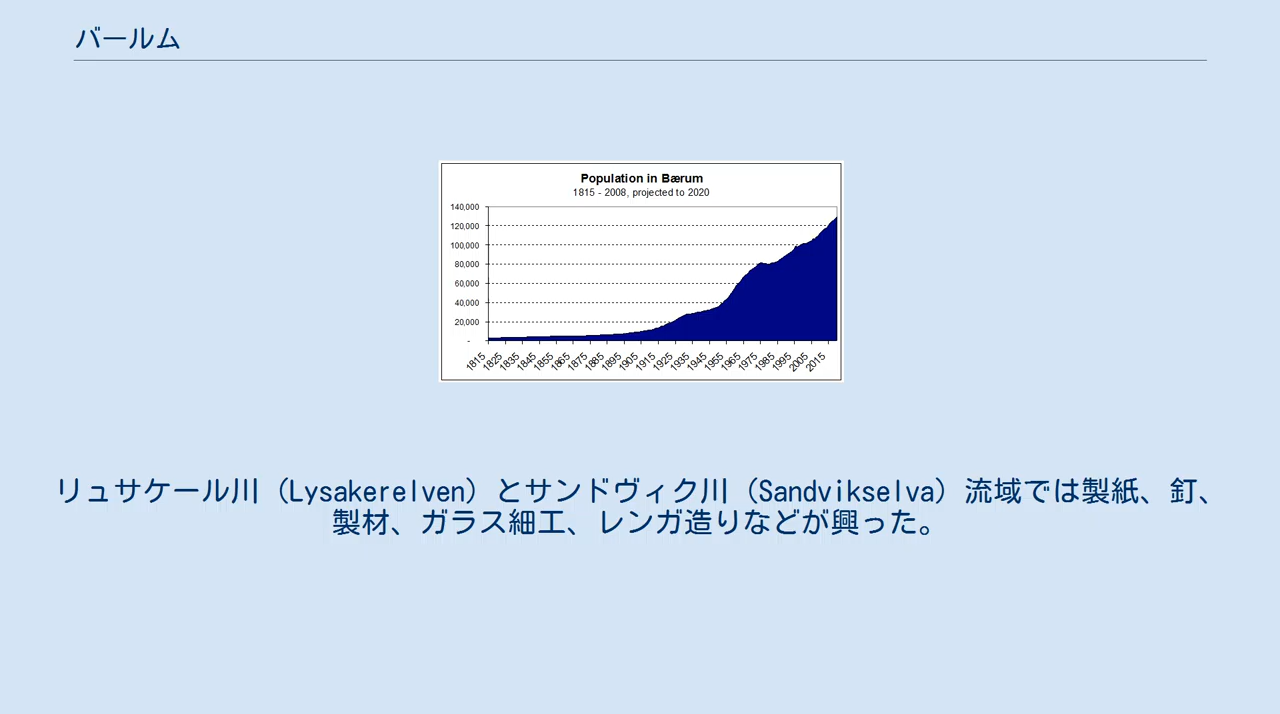 バールム
Population in Bærum
1815 - 2008, projected to 2020
140,000
120,000
100,000
80,000
60,000
40,000
20,000
-
1815 1825 1835 1845 1855 1865 1875 1885 1895 1905 1915 1925 1935 1945 1955 1965 1975 1985 1995 2005 2015
リュサケール川（Lysakerelven）とサンドヴィク川（Sandvikselva）流域では製紙、釘、
製材、ガラス細工、レンガ造りなどが興った。